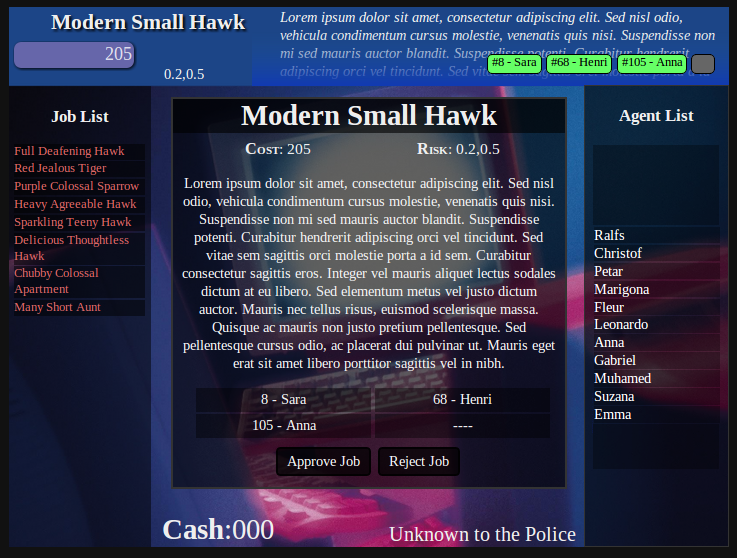 Modern Small Hawk
205
0.2,0.5
Lorem ipsum dolor sit amet, consectetur adipiscing elit. Sed nisl odio,
vehicula condimentum cursus molestie, venenatis quis nisi. Suspendisse non
mi sed mauris auctor blandit. Suspendisse potenti. Curabitur hendrerit
adipiscing orci vel tincidunt. Sed vitae
#8 - Sara
#68 - Henri
#105 - Anna
Job List
Full Deafening Hawk
Red Jealous Tiger
Purple Colossal Sparrow
Heavy Agreeable Hawk
Sparkling Teeny Hawk
Delicious Thoughtless
Hawk
Chubby Colossal
Apartment
Many Short Aunt
Modern Small Hawk
Cost: 205
Risk: 0.2,0.5
Lorem ipsum dolor sit amet, consectetur adipiscing elit. Sed nisl
odio, vehicula condimentum cursus molestie, venenatis quis nisi.
Suspendisse non mi sed mauris auctor blandit. Suspendisse
potenti. Curabitur hendrerit adipiscing orci vel tincidunt. Sed
vitae sem sagittis orci molestie porta a id sem. Curabitur
consectetur sagittis eros. Integer vel mauris aliquet lectus sodales
dictum at eu libero. Sed elementum metus vel justo dictum
auctor. Mauris nec tellus risus, euismod scelerisque massa.
Quisque ac mauris non justo pretium pellentesque. Sed
pellentesque cursus odio, ac placerat dui pulvinar ut. Mauris eget
erat sit amet libero porttitor sagittis vel in nibh.
8 - Sara
68 - Henri
105 - Anna
----
Approve Job
Reject Job
Agent List
Ralfs
Christof
Petar
Marigona
Fleur
Leonardo
Anna
Gabriel
Muhamed
Suzana
Emma
Cash:000
Unknown to the Police